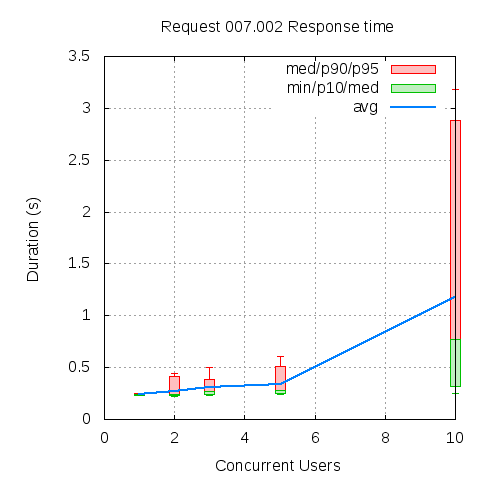 Request 007.002 Response time
med/p90/p95
min/p10/med
avg
3.5
3
2.5
2
1.5
1
0.5
0
Duration (s)
0 2 4 6 8 10
Concurrent Users